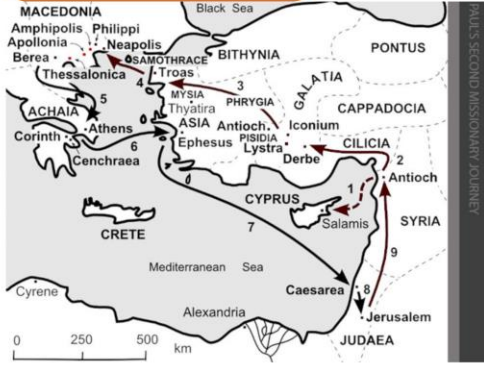 MACEDONIA
Black Sea
Amphipolis Philippi
Apollonia Neapolis
Berea
Thessalonica
SAMOTHRACE
Troas
BITHYNIA
PONTUS
4
3
MYSIA
PHRYGIA
GALATIA
Thyatira
CAPPADOCIA
5
ACHAIA
Athens
ASIA
Antioch
Iconium
PISIDIA
Corinth
6
Ephesus
Lystra
CILICIA
Cenchraea
Derbe
2
Antioch
1
CYPRUS
Salamis
SYRIA
CRETE
7
9
Mediterranean Sea
Caesarea
8
Cyrene
Alexandria
Jerusalem
JUDAEA
0 250 500
km
PAUL'S SECOND MISSIONARY JOURNEY